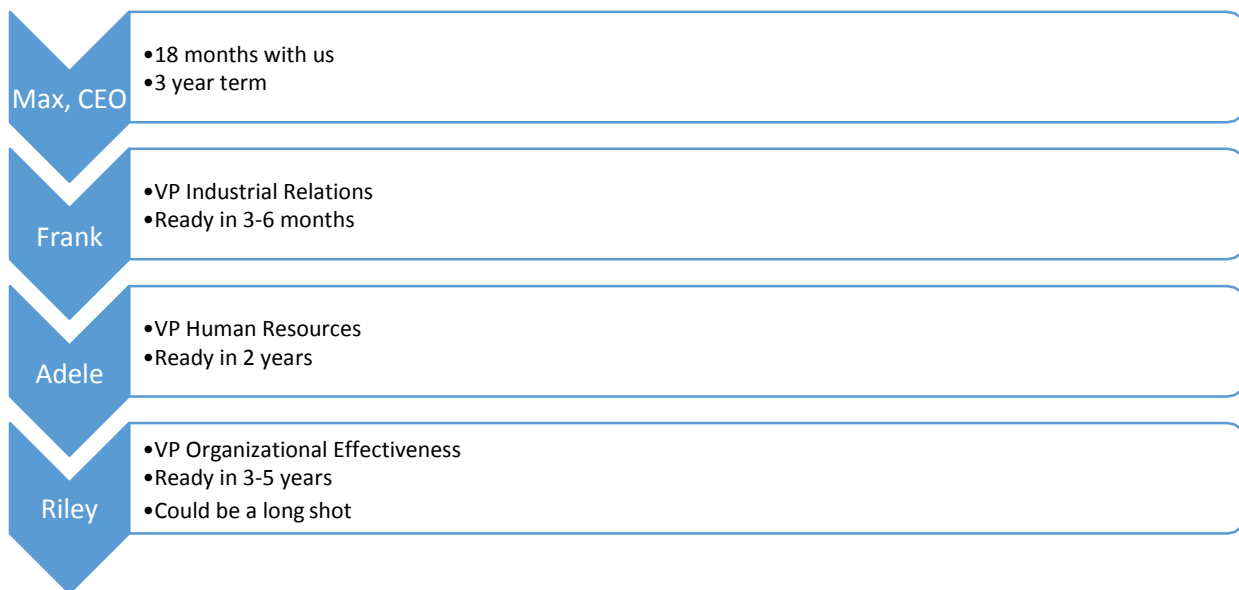 Max, CEO
•18 months with us
•3 year term
Frank
•VP Industrial Relations
•Ready in 3-6 months
Adele
•VP Human Resources
•Ready in 2 years
Riley
•VP Organizational Effectiveness
•Ready in 3-5 years
•Could be a long shot